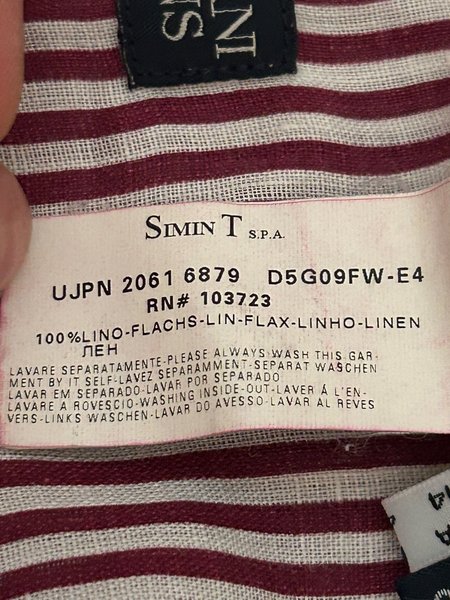 NI
S
SIMIN T S.P.A.
UJPN 2061 6879 D5G09FW-E4
RN# 103723
100%LINO-FLACHS-LIN-FLAX-LINHO-LINEN
ЛЕН
LAVARE SEPARATAMENTE-PLEASE ALWAYS WASH THIS GAR-
MENT BY IT SELF-LAVEZ SEPARAMMENT-SEPARAT WASCHEN
LAVAR EM SEPARADO-LAVAR POR SEPARADO
LAVARE A ROVESCIO-WASHING INSIDE-OUT-LAVER Á L'EN-
VERS-LINKS WASCHEN-LAVAR DO AVESSO-LAVAR AL REVES